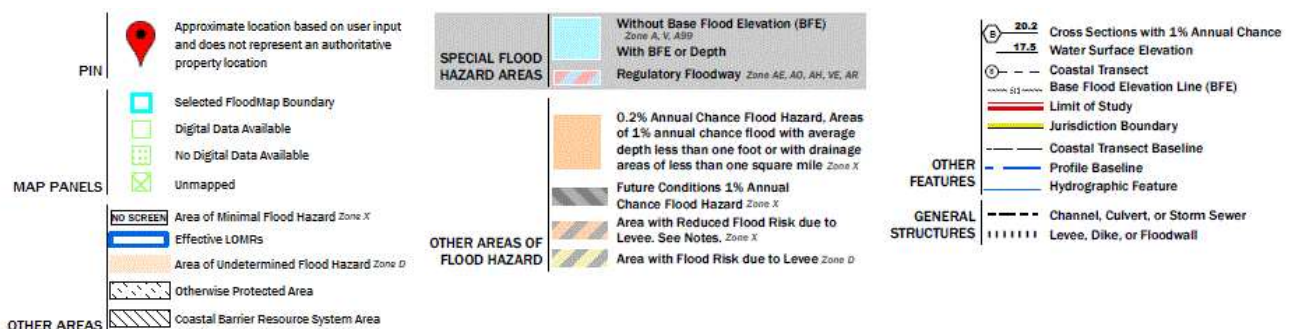 PIN
Approximate location based on user input
and does not represent an authoritative
property location
MAP PANELS
Selected FloodMap Boundary
Digital Data Available
No Digital Data Available
Unmapped
OTHER AREAS
NO SCREEN Area of Minimal Flood Hazard Zone X
Effective LOMRs
Area of Undetermined Flood Hazard Zone D
Otherwise Protected Area
Coastal Barrier Resource System Area
SPECIAL FLOOD
HAZARD AREAS
Without Base Flood Elevation (BFE)
Zone A, V, A99
With BFE or Depth
Regulatory Floodway Zone AE, AO, AH, VE, AR
OTHER AREAS OF
FLOOD HAZARD
0.2% Annual Chance Flood Hazard, Areas
of 1% annual chance flood with average
depth less than one foot or with drainage
areas of less than one square mile Zone X
Future Conditions 1% Annual
Chance Flood Hazard Zone X
Area with Reduced Flood Risk due to
Levee. See Notes. Zone X
Area with Flood Risk due to Levee Zone D
OTHER
FEATURES
B 20.2 Cross Sections with 1% Annual Chance
17.5 Water Surface Elevation
Coastal Transect
513 Base Flood Elevation Line (BFE)
Limit of Study
Jurisdiction Boundary
Coastal Transect Baseline
Profile Baseline
Hydrographic Feature
GENERAL
STRUCTURES
Channel, Culvert, or Storm Sewer
Levee, Dike, or Floodwall